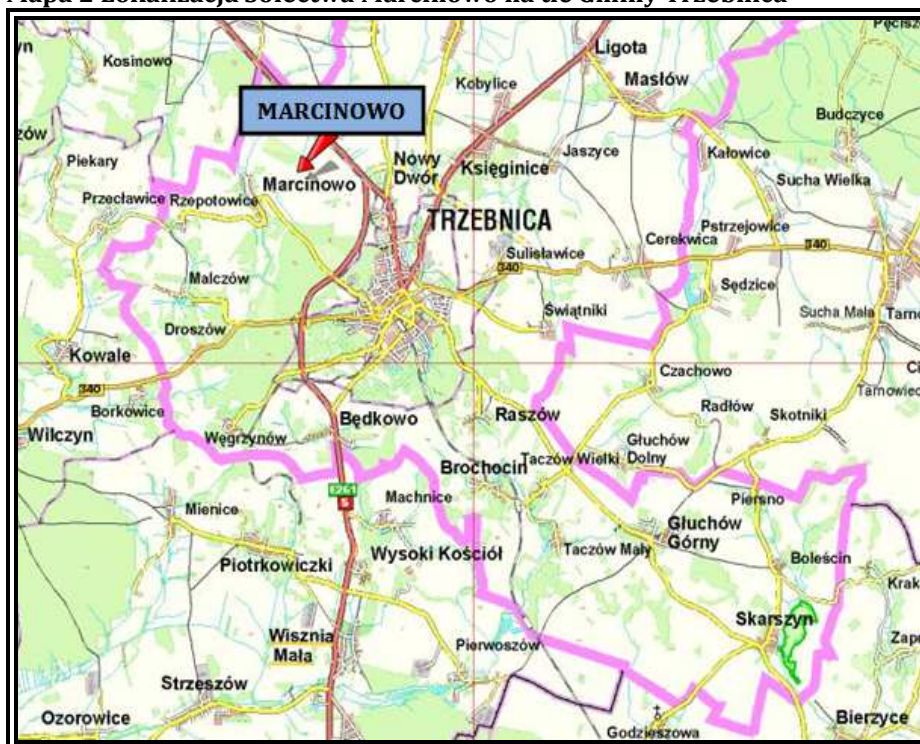 Mapa 2 Lokalizacja Sołectwa Marcinowo na tle Gminy Trzebnica
Kosinowo
Ligota
Masłów
Kobylice
Budczyce
MARCINOWO
Piekary
Nowy
Dwór
Księginice
Jaszyce
Kałowice
Sucha Wielka
Marcinowo
Przecławice
Rzepotowice
TRZEBNICA
Pstrzejowice
Cerekwica
340
Sulisławice
340
Malczów
Sędzice
Świątniki
Sucha Mała
Droszów
Kowale
Czachowo
340
Borkowice
Radłów
Skotniki
Wilczyn
Węgrzynów
Będkowo
Raszów
Głuchów
Dolny
Brochocin
Taczów Wielki
E261
5
Machnice
Piersno
Mienice
Głuchów
Górny
Taczów Mały
Wysoki Kościół
Piotrkowiczki
Boleścin
Skarszyn
Wisznia
Mała
Pierwoszów
Strzeszów
Ozorowice
Godzieszowa
Bierzyce